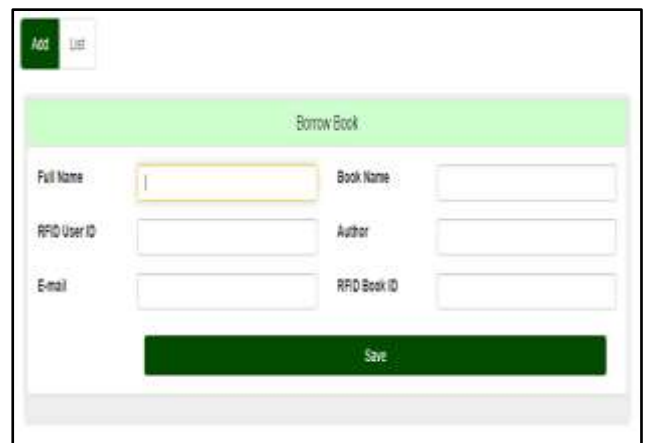 Add List
Borrow Book
Full Name Book Name
RFID User ID Author
E-mail RFID Book ID
Save